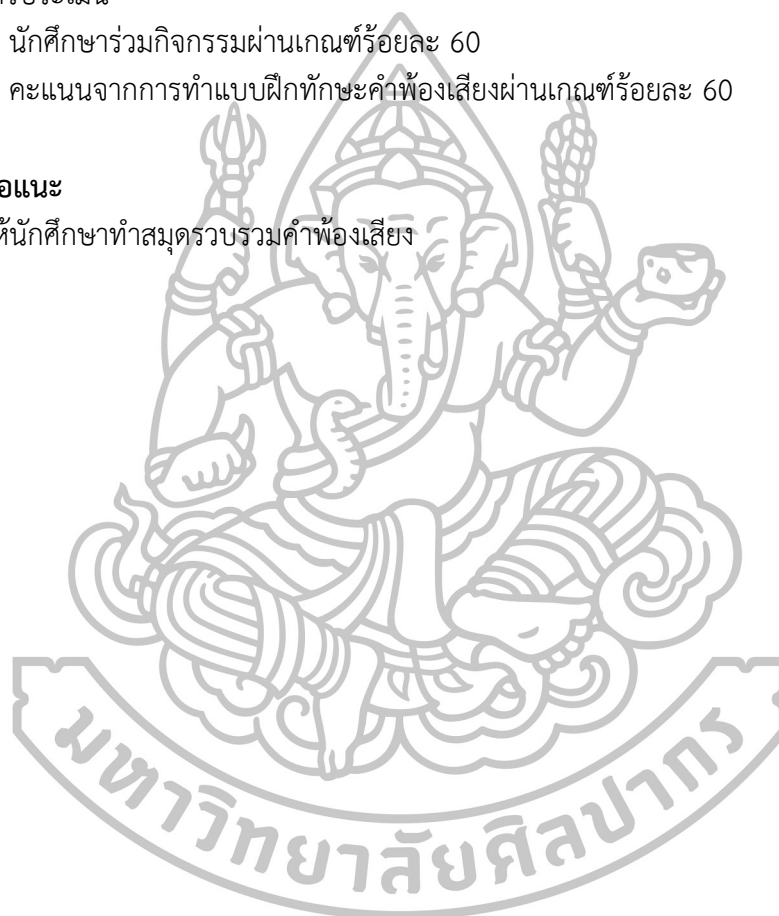 นักศึกษาร่วมกิจกรรมผ่านเกณฑ์ร้อยละ 60
คะแนนจากการทำแบบฝึกทักษะคำพ้องเสียงผ่านเกณฑ์ร้อยละ 60
อแนะ
ห้นักศึกษาทำสมุดรวบรวมคำพ้องเสียง
มหาวิทยาลัยศิลปากร